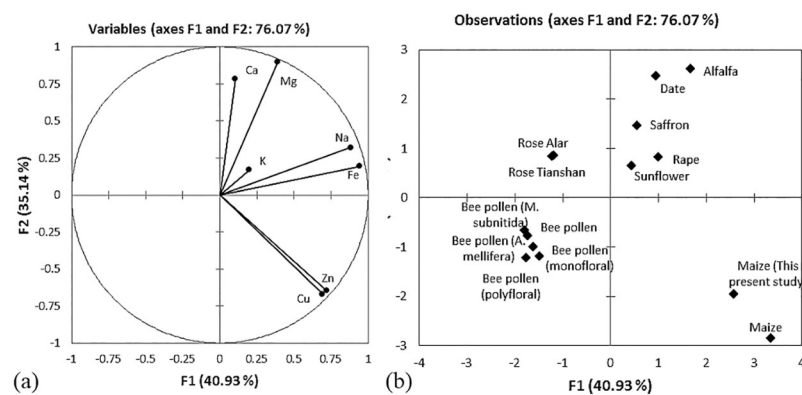 Variables (axes F1 and F2: 76.07 %)
1
0.75
0.5
0.25
0
-0.25
-0.5
-0.75
-1
F2 (35.14 %)
Ca
Mg
Na
K
Fe
Zn
Cu
-1
-0.75
-0.5
-0.25
0
0.25
0.5
0.75
1
F1 (40.93 %)
(a)
Observations (axes F1 and F2: 76.07 %)
3
2
1
0
-1
-2
-3
Alfalfa
Date
Saffron
Rose Alar
Rose Tianshan
Rape
Sunflower
Bee pollen (M.
subnitida)
Bee pollen
Bee pollen (A.
mellifera)
Bee pollen
(monofloral)
Bee pollen
(polyfloral)
Maize (This
present study)
Maize
-4
-3
-2
-1
0
1
2
3
4
F1 (40.93 %)
(b)